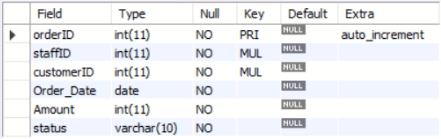 Field Type Null Key Default Extra
orderID int(11) NO PRI NULL auto_increment
staffID int(11) NO MUL NULL
customerID int(11) NO MUL NULL
Order_Date date NO NULL
Amount int(11) NO NULL
status varchar(10) NO NULL